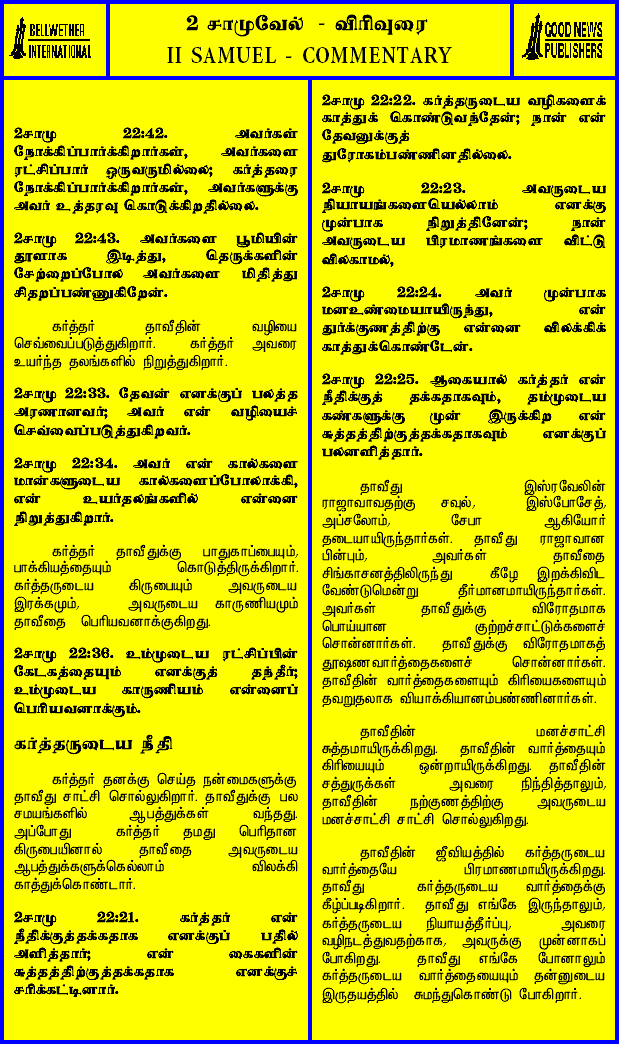 BELLWETHER
INTERNATIONAL
2 சாமுவேல் - விரிவுரை
II SAMUEL - COMMENTARY
GOOD NEWS
PUBLISHERS
2சாமு 22:42. அவர்கள்
நோக்கிப்பார்க்கிறார்கள், அவர்களை
ரட்சிப்பார் ஒருவருமில்லை; கர்த்தரை
நோக்கிப்பார்க்கிறார்கள், அவர்களுக்கு
அவர் உத்தரவு கொடுக்கிறதில்லை.
2சாமு 22:43. அவர்களை பூமியின்
தூளாக இடித்து, தெருக்களின்
சேற்றைப்போல அவர்களை மிதித்து
சிதறப்பண்ணுகிறேன்.
கர்த்தர் தாவீதின் வழியை
செவ்வைப்படுத்துகிறார். கர்த்தர் அவரை
உயர்ந்த தலங்களில் நிறுத்துகிறார்.
2சாமு 22:33. தேவன் எனக்குப் பலத்த
அரணானவர்; அவர் என் வழியைச்
செவ்வைப்படுத்துகிறவர்.
2சாமு 22:34. அவர் என் கால்களை
மான்களுடைய கால்களைப்போலாக்கி,
என் உயர்தலங்களில் என்னை
நிறுத்துகிறார்.
கர்த்தர் தாவீதுக்கு பாதுகாப்பையும்,
பாக்கியத்தையும் கொடுத்திருக்கிறார்.
கர்த்தருடைய கிருபையும் அவருடைய
இரக்கமும், அவருடைய காருணியமும்
தாவீதை பெரியவனாக்குகிறது.
2சாமு 22:36. உம்முடைய ரட்சிப்பின்
கேடகத்தையும் எனக்குத் தந்தீர்;
உம்முடைய காருணியம் என்னைப்
பெரியவனாக்கும்.
கர்த்தருடைய நீதி
கர்த்தர் தனக்கு செய்த நன்மைகளுக்கு
தாவீது சாட்சி சொல்லுகிறார். தாவீதுக்கு பல
சமயங்களில் ஆபத்துக்கள் வந்தது.
அப்போது கர்த்தர் தமது பெரிதான
கிருபையினால் தாவீதை அவருடைய
ஆபத்துக்களுக்கெல்லாம் விலக்கி
காத்துக்கொண்டார்.
2சாமு 22:21. கர்த்தர் என்
நீதிக்குத்தக்கதாக எனக்குப் பதில்
அளித்தார்; என் கைகளின்
சுத்தத்திற்குத்தக்கதாக எனக்குச்
சரிக்கட்டினார்.
2சாமு 22:22. கர்த்தருடைய வழிகளைக்
காத்துக் கொண்டுவந்தேன்; நான் என்
தேவனுக்குத்
துரோகம்பண்ணினதில்லை.
2சாமு 22:23. அவருடைய
நியாயங்களையெல்லாம் எனக்கு
முன்பாக நிறுத்தினேன்; நான்
அவருடைய பிரமாணங்களை விட்டு
விலகாமல்,
2சாமு 22:24. அவர் முன்பாக
மனஉண்மையாயிருந்து, என்
துர்க்குணத்திற்கு என்னை விலக்கிக்
காத்துக்கொண்டேன்.
2சாமு 22:25. ஆகையால் கர்த்தர் என்
நீதிக்குத் தக்கதாகவும், தம்முடைய
கண்களுக்கு முன் இருக்கிற என்
சுத்தத்திற்குத்தக்கதாகவும் எனக்குப்
பலனளித்தார்.
தாவீது இஸ்ரவேலின்
ராஜாவாவதற்கு சவுல், இஸ்போசேத்,
அப்சலோம், சேபா ஆகியோர்
தடையாயிருந்தார்கள். தாவீது ராஜாவான
பின்பும், அவர்கள் தாவீதை
சிங்காசனத்திலிருந்து கீழே இறக்கிவிட
வேண்டுமென்று தீர்மானமாயிருந்தார்கள்.
அவர்கள் தாவீதுக்கு விரோதமாக
பொய்யான குற்றச்சாட்டுக்களைச்
சொன்னார்கள். தாவீதுக்கு விரோதமாகத்
தூஷணவார்த்தைகளைச் சொன்னார்கள்.
தாவீதின் வார்த்தைகளையும் கிரியைகளையும்
தவறுதலாக வியாக்கியானம்பண்ணினார்கள்.
தாவீதின் மனச்சாட்சி
சுத்தமாயிருக்கிறது. தாவீதின் வார்த்தையும்
கிரியையும் ஒன்றாயிருக்கிறது. தாவீதின்
சத்துருக்கள் அவரை நிந்தித்தாலும்,
தாவீதின் நற்குணத்திற்கு அவருடைய
மனச்சாட்சி சாட்சி சொல்லுகிறது.
தாவீதின் ஜீவியத்தில் கர்த்தருடைய
வார்த்தையே பிரமாணமாயிருக்கிறது.
தாவீது கர்த்தருடைய வார்த்தைக்கு
கீழ்ப்படிகிறார். தாவீது எங்கே இருந்தாலும்,
கர்த்தருடைய நியாயத்தீர்ப்பு, அவரை
வழிநடத்துவதற்காக, அவருக்கு முன்னாகப்
போகிறது. தாவீது எங்கே போனாலும்
கர்த்தருடைய வார்த்தையையும் தன்னுடைய
இருதயத்தில் சுமந்துகொண்டு போகிறார்.